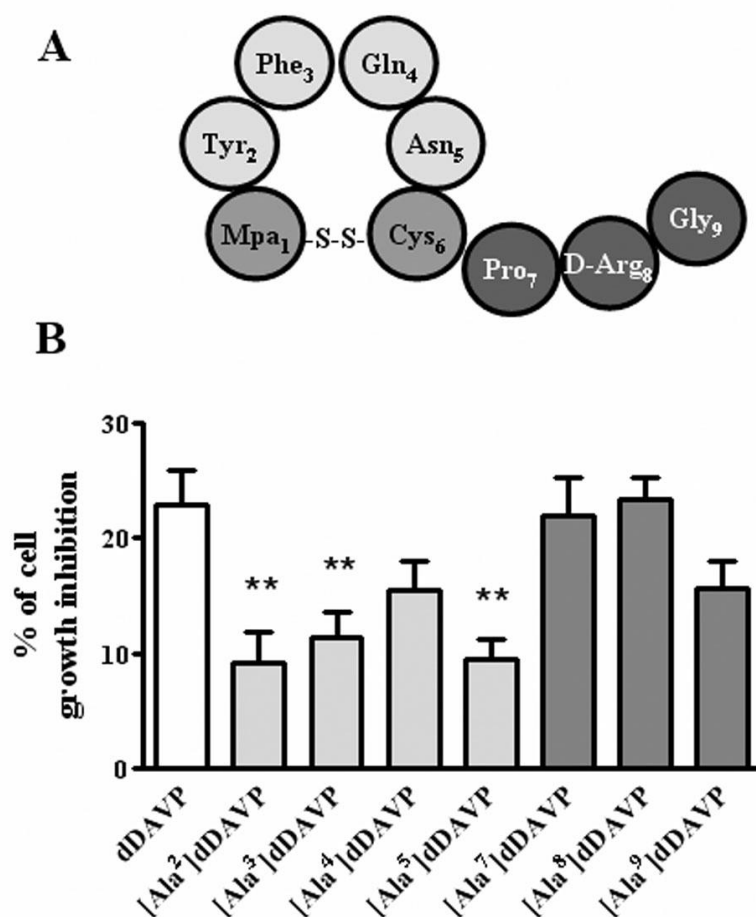 A
Phe3 Gln4
Tyr2 Asn5
Mpa1 -S-S- Cys6
Pro7 D-Arg8 Gly9
B
30
20
10
0
% of cell
growth inhibition
** ** **
dDAVP
[Ala2]dDAVP
[Ala3]dDAVP
[Ala4]dDAVP
[Ala5]dDAVP
[Ala7]dDAVP
[Ala8]dDAVP
[Ala9]dDAVP